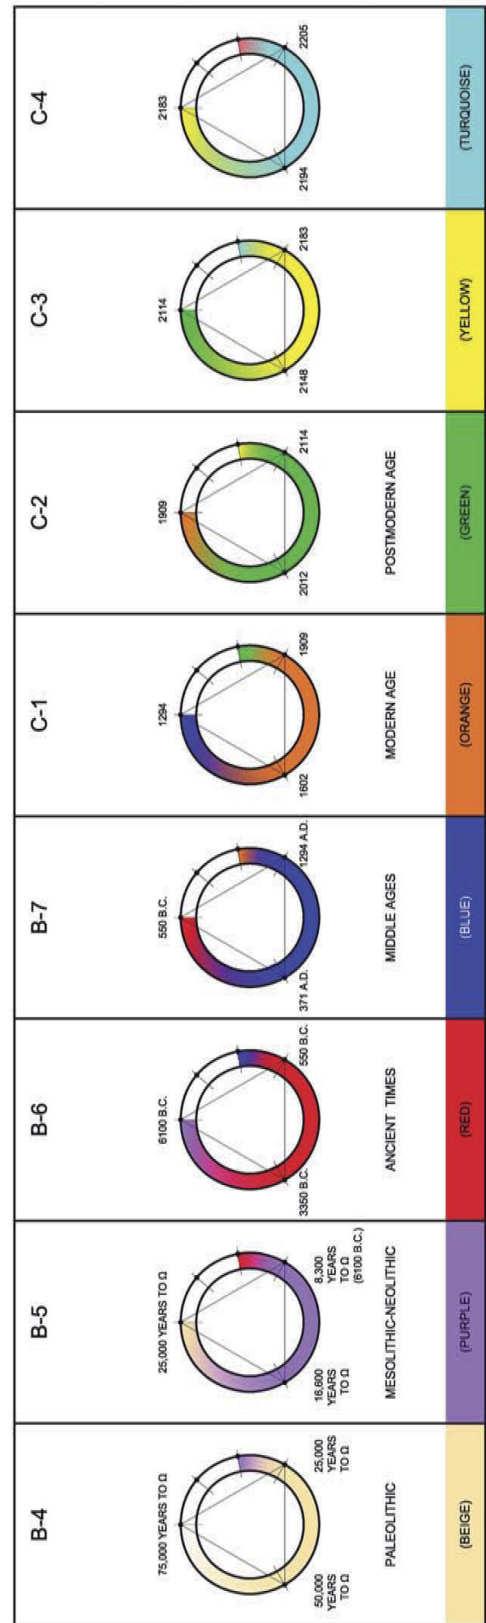 B-4
75,000 YEARS TO Ω
50,000
YEARS
TO Ω
25,000
YEARS
TO Ω
PALEOLITHIC
(BEIGE)
B-5
25,000 YEARS TO Ω
16,600
YEARS
TO Ω
8,300
YEARS
TO Ω
(6100 B.C.)
MESOLITHIC-NEOLITHIC
(PURPLE)
B-6
6100 B.C.
3350 B.C.
550 B.C.
ANCIENT TIMES
(RED)
B-7
550 B.C.
371 A.D.
1294 A.D.
MIDDLE AGES
(BLUE)
C-1
1294
1602
1909
MODERN AGE
(ORANGE)
C-2
1909
2012
2114
POSTMODERN AGE
(GREEN)
C-3
2114
2148
2183
(YELLOW)
C-4
2183
2194
2205
(TURQUOISE)